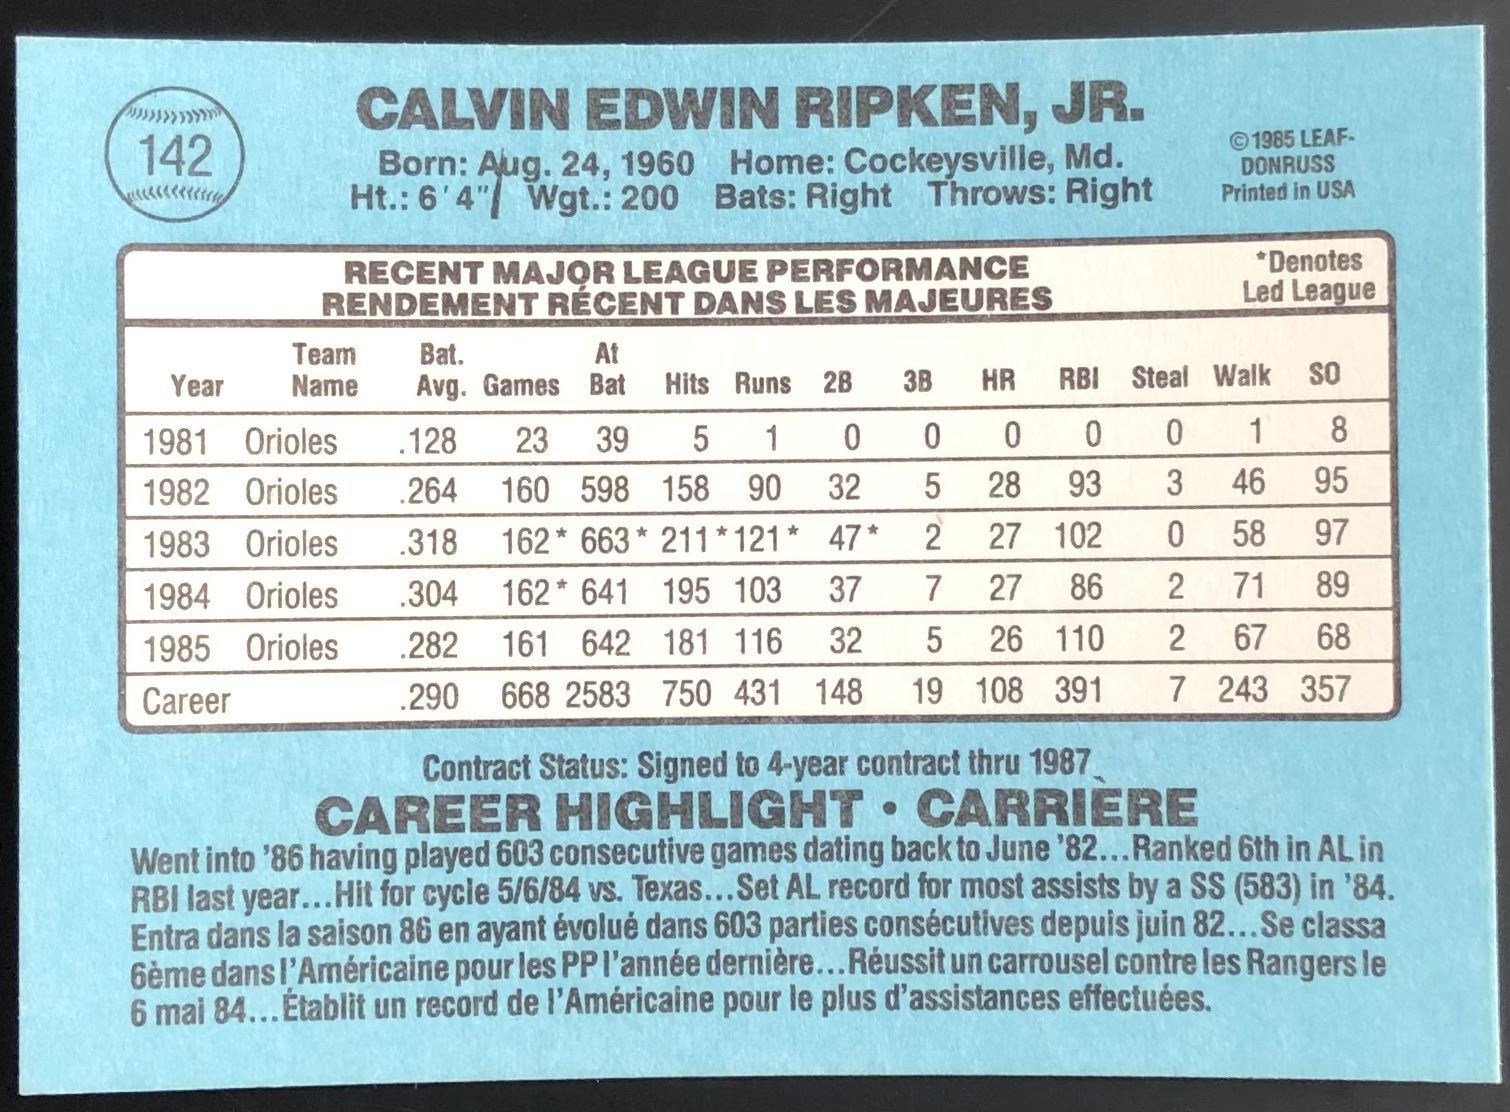 142
CALVIN EDWIN RIPKEN, JR.
Born: Aug. 24, 1960 Home: Cockeysville, Md.
Ht.: 6'4" Wgt.: 200 Bats: Right Throws: Right
©1985 LEAF-
DONRUSS
Printed in USA
RECENT MAJOR LEAGUE PERFORMANCE
RENDEMENT RÉCENT DANS LES MAJEURES
*Denotes
Led League
Year Team Name Bat. Avg. Games At Bat Hits Runs 2B 3B HR RBI Steal Walk SO
1981 Orioles .128 23 39 5 1 0 0 0 0 0 1 8
1982 Orioles .264 160 598 158 90 32 5 28 93 3 46 95
1983 Orioles .318 162* 663* 211* 121* 47* 2 27 102 0 58 97
1984 Orioles .304 162* 641 195 103 37 7 27 86 2 71 89
1985 Orioles .282 161 642 181 116 32 5 26 110 2 67 68
Career .290 668 2583 750 431 148 19 108 391 7 243 357
Contract Status: Signed to 4-year contract thru 1987
CAREER HIGHLIGHT • CARRIÈRE
Went into '86 having played 603 consecutive games dating back to June '82...Ranked 6th in AL in
RBI last year...Hit for cycle 5/6/84 vs. Texas...Set AL record for most assists by a SS (583) in '84.
Entra dans la saison 86 en ayant évolué dans 603 parties consécutives depuis juin 82...Se classa
6ème dans l'Américaine pour les PP l'année dernière...Réussit un carrousel contre les Rangers le
6 mai 84...Établit un record de l'Américaine pour le plus d'assistances effectuées.